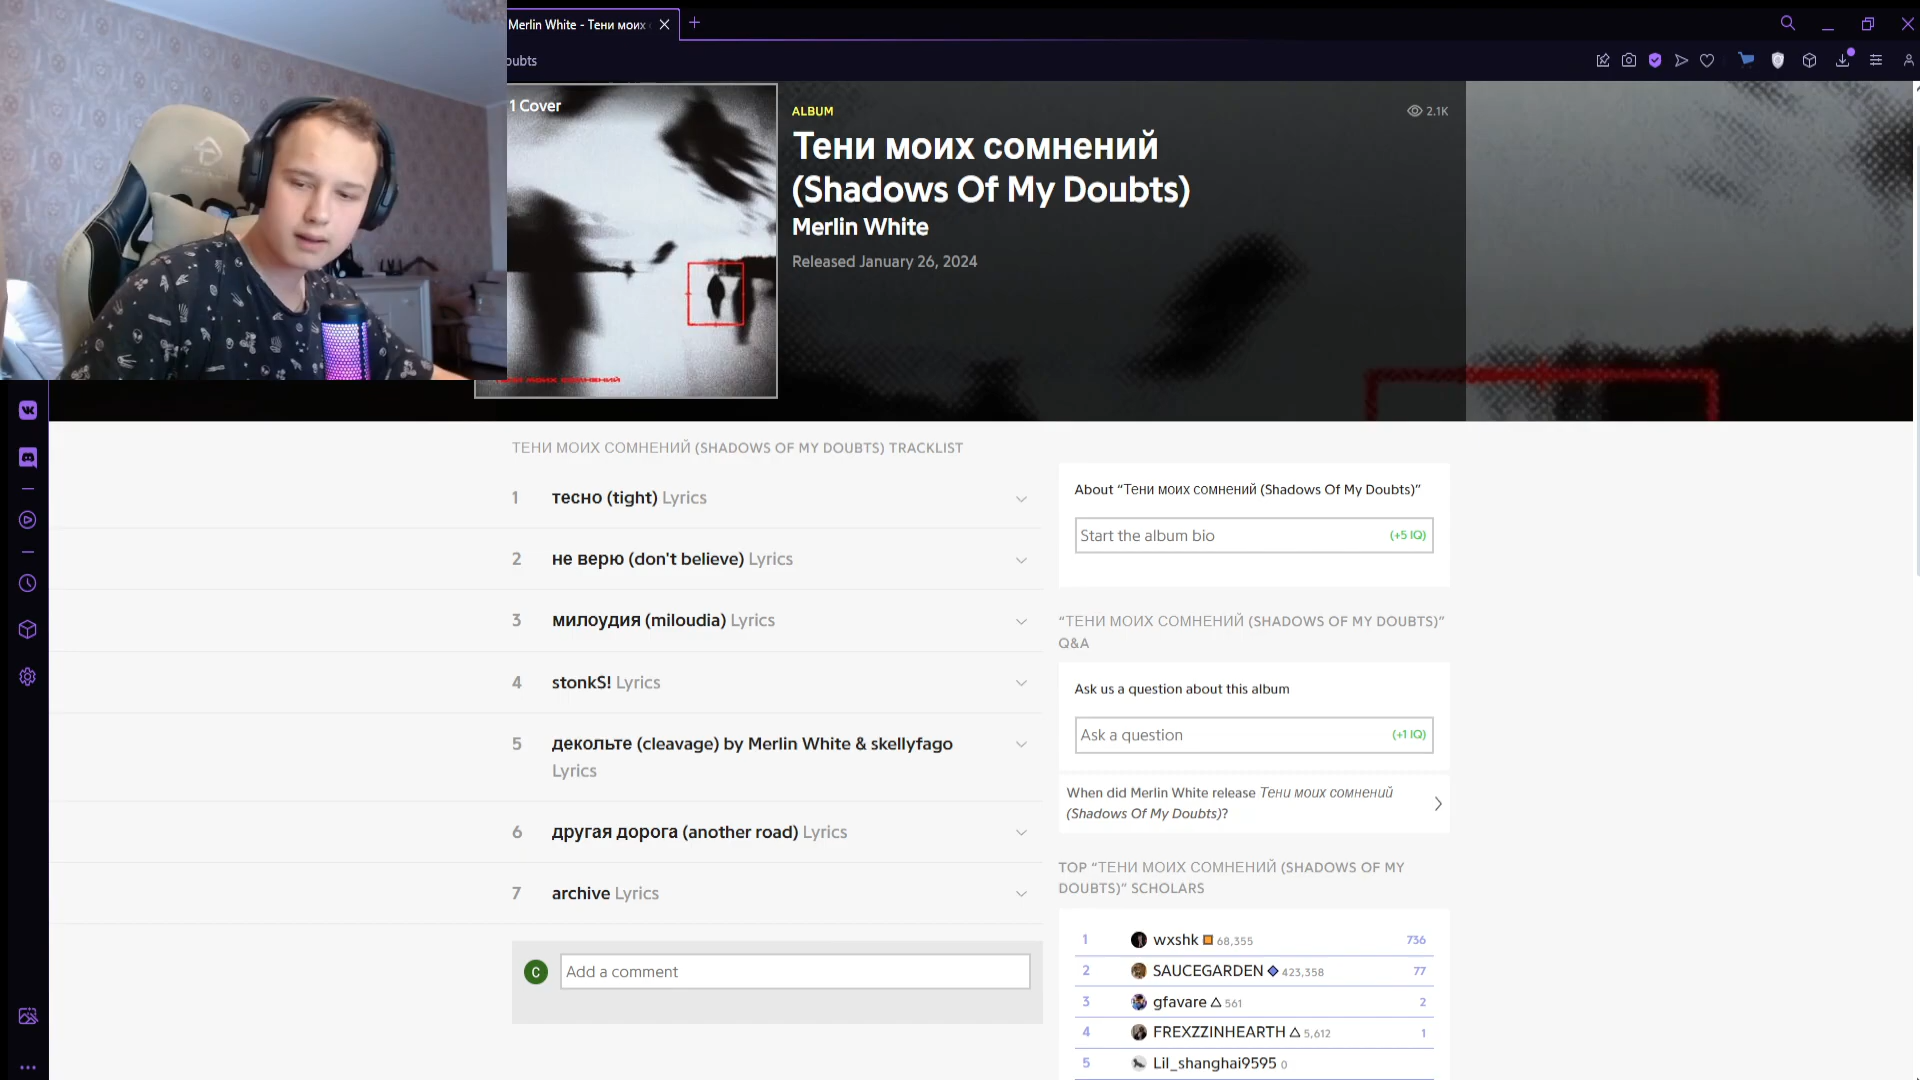 Merlin White - Тени моих
oubts
1 Cover
ALBUM
2.1K
Тени моих сомнений
(Shadows Of My Doubts)
Merlin White
Released January 26, 2024
ТЕНИ МОИХ СОМНЕНИЙ (SHADOWS OF MY DOUBTS) TRACKLIST
1 тесно (tight) Lyrics
2 не верю (don't believe) Lyrics
3 милоудия (miloudia) Lyrics
4 stonkS! Lyrics
5 декольте (cleavage) by Merlin White & skellyfago
Lyrics
6 другая дорога (another road) Lyrics
7 archive Lyrics
C Add a comment
About “Тени моих сомнений (Shadows Of My Doubts)”
Start the album bio (+5 IQ)
“ТЕНИ МОИХ СОМНЕНИЙ (SHADOWS OF MY DOUBTS)”
Q&A
Ask us a question about this album
Ask a question (+1 IQ)
When did Merlin White release Тени моих сомнений
(Shadows Of My Doubts)?
TOP “ТЕНИ МОИХ СОМНЕНИЙ (SHADOWS OF MY
DOUBTS)” SCHOLARS
1 wxshk 68,355 736
2 SAUCEGARDEN 423,358 77
3 gfavare 561 2
4 FREXZZINHEARTH 5,612 1
5 Lil_shanghai9595 0